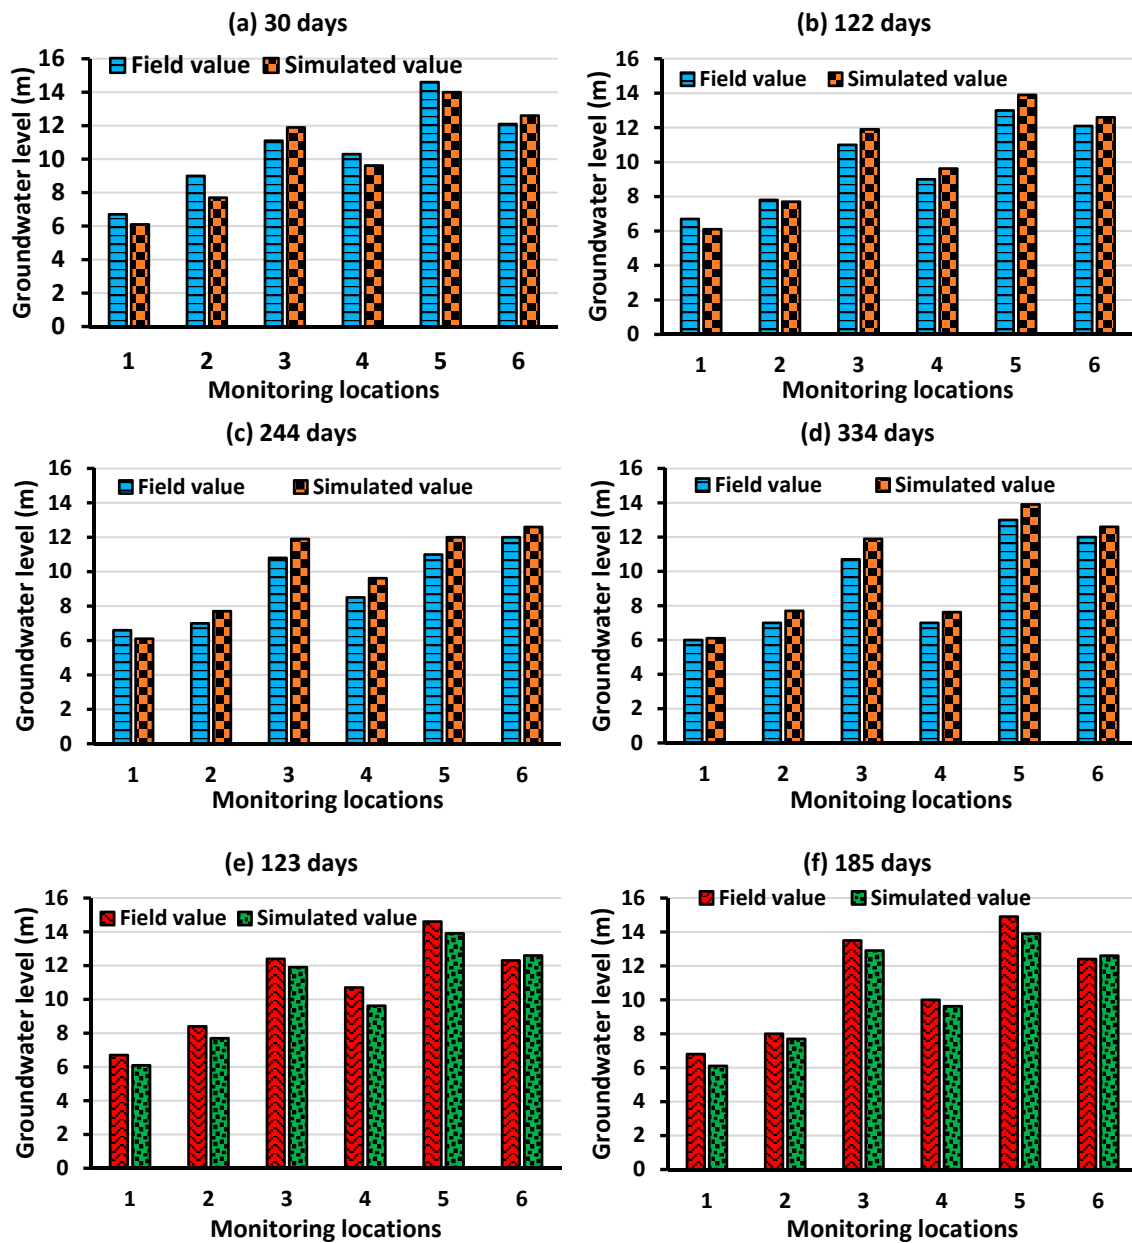 (a) 30 days
Groundwater level (m)
16
14
12
10
8
6
4
2
0
Field value
Simulated value
1 2 3 4 5 6
Monitoring locations
(b) 122 days
Groundwater level (m)
16
14
12
10
8
6
4
2
0
Field value
Simulated value
1 2 3 4 5 6
Monitoring locations
(c) 244 days
Groundwater level (m)
16
14
12
10
8
6
4
2
0
Field value
Simulated value
1 2 3 4 5 6
Monitoring locations
(d) 334 days
Groundwater level (m)
16
14
12
10
8
6
4
2
0
Field value
Simulated value
1 2 3 4 5 6
Monitoing locations
(e) 123 days
Groundwater level (m)
16
14
12
10
8
6
4
2
0
Field value
Simulated value
1 2 3 4 5 6
Monitoring locations
(f) 185 days
Groundwater level (m)
16
14
12
10
8
6
4
2
0
Field value
Simulated value
1 2 3 4 5 6
Monitoring locations